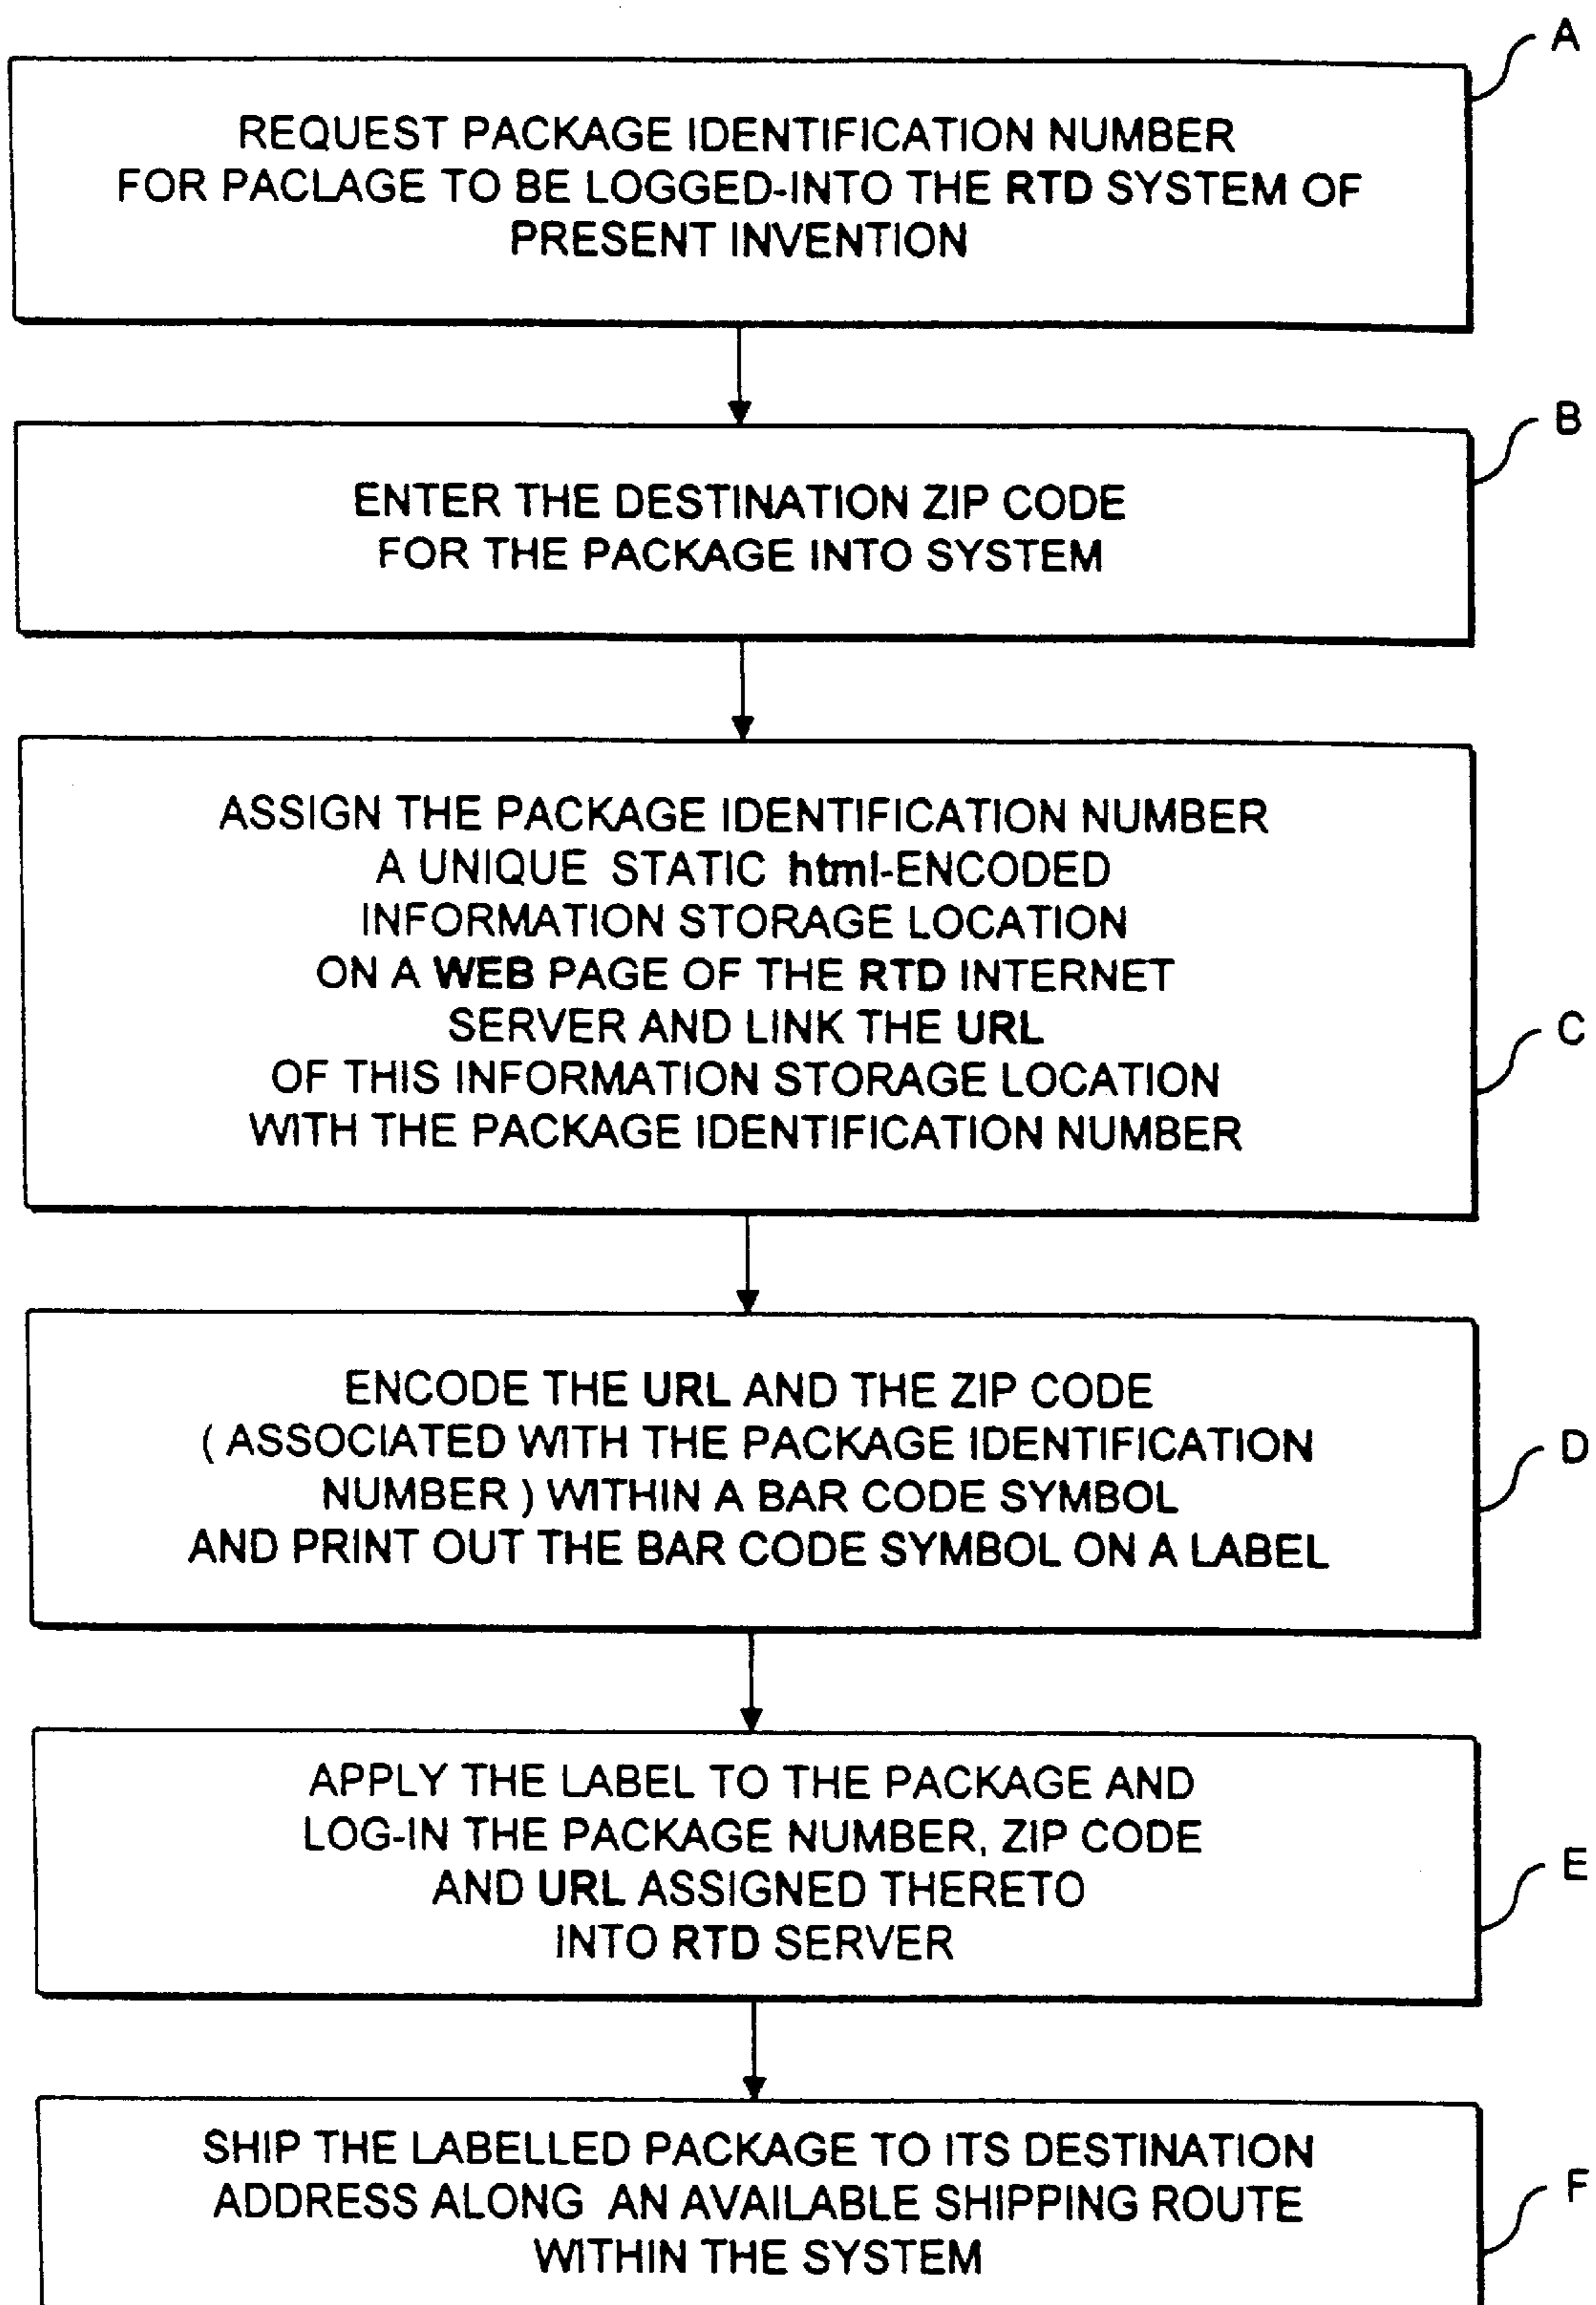 A
REQUEST PACKAGE IDENTIFICATION NUMBER
FOR PACLAGE TO BE LOGGED-INTO THE RTD SYSTEM OF
PRESENT INVENTION
B
ENTER THE DESTINATION ZIP CODE
FOR THE PACKAGE INTO SYSTEM
ASSIGN THE PACKAGE IDENTIFICATION NUMBER
A UNIQUE STATIC html-ENCODED
INFORMATION STORAGE LOCATION
ON A WEB PAGE OF THE RTD INTERNET
SERVER AND LINK THE URL
C
OF THIS INFORMATION STORAGE LOCATION
WITH THE PACKAGE IDENTIFICATION NUMBER
ENCODE THE URL AND THE ZIP CODE
( ASSOCIATED WITH THE PACKAGE IDENTIFICATION
D
NUMBER ) WITHIN A BAR CODE SYMBOL
AND PRINT OUT THE BAR CODE SYMBOL ON A LABEL
APPLY THE LABEL TO THE PACKAGE AND
LOG-IN THE PACKAGE NUMBER, ZIP CODE
E
AND URL ASSIGNED THERETO
INTO RTD SERVER
SHIP THE LABELLED PACKAGE TO ITS DESTINATION
F
ADDRESS ALONG AN AVAILABLE SHIPPING ROUTE
WITHIN THE SYSTEM